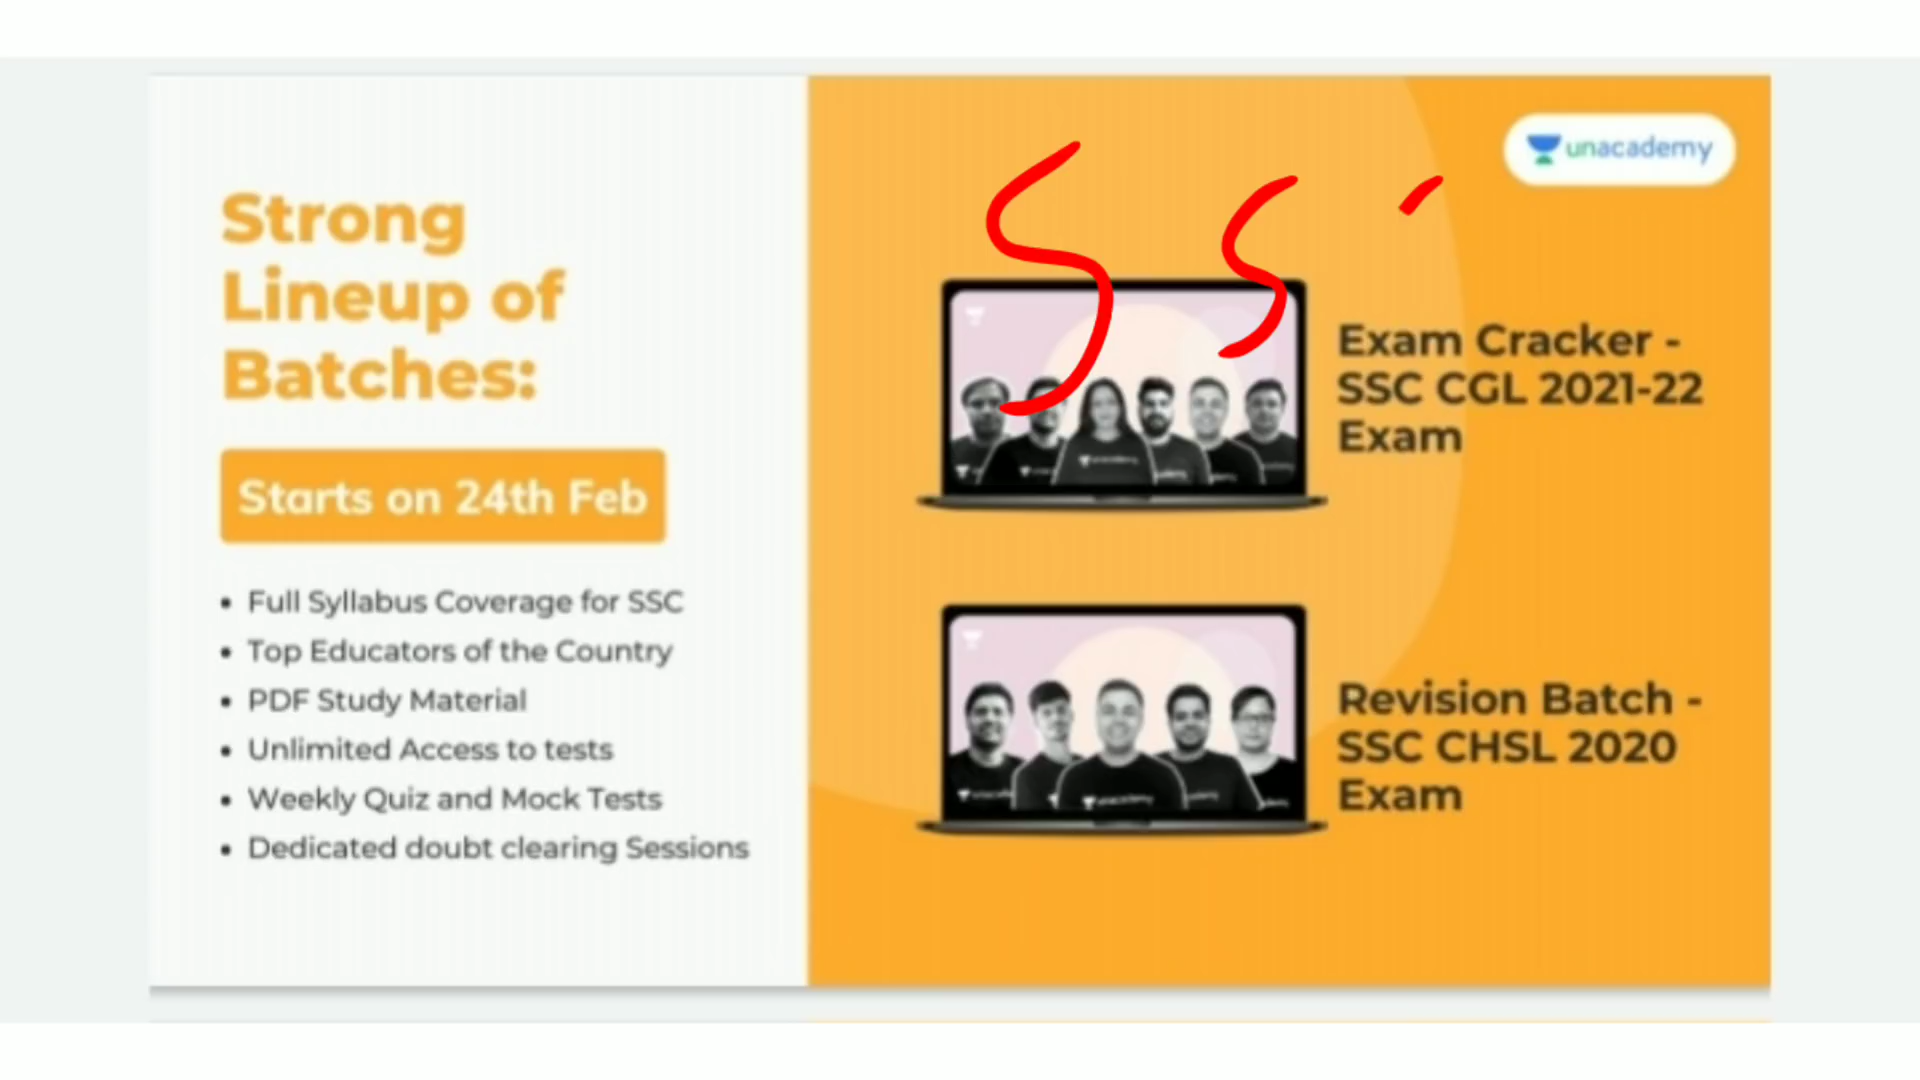 Strong
Lineup of
Batches:
Starts on 24th Feb
• Full Syllabus Coverage for SSC
• Top Educators of the Country
• PDF Study Material
• Unlimited Access to tests
• Weekly Quiz and Mock Tests
• Dedicated doubt clearing Sessions
unacademy
S S
Exam Cracker -
SSC CGL 2021-22
Exam
Revision Batch -
SSC CHSL 2020
Exam